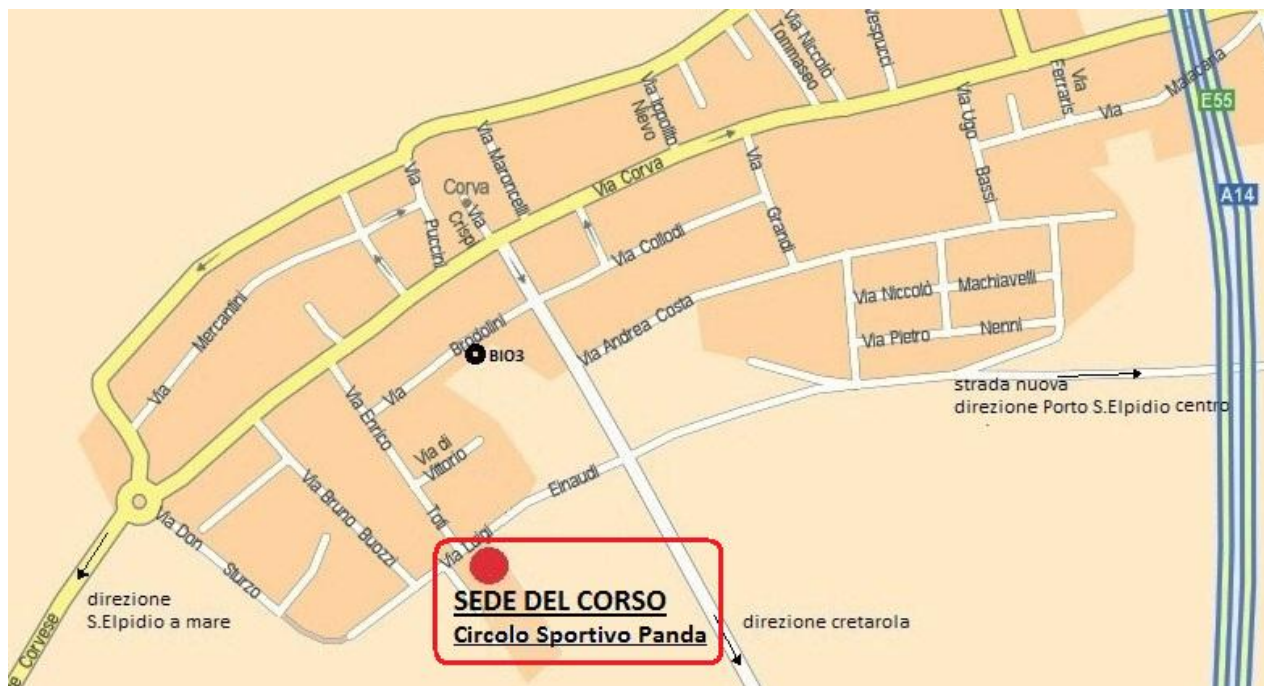 Vespucci
Via Niccolò
Tommaseo
Via Ippolito
Nievo
Via Ferraris
Via Malacana
E55
Via Ugo
Bassi
A14
Via Maroncelli
Via Corva
Via
Puccini
Corva
Via
Crispi
Via
Grandi
Via Collodi
Via Mercantini
Via Niccolò Machiavelli
Via Andrea Costa
Via Pietro Nenni
Via Brodolini
BIO3
strada nuova
direzione Porto S.Elpidio centro
Via Enrico
Toti
Via di
Vittorio
Via Bruno Buozzi
Via Luigi Einaudi
Via Don
Sturzo
SEDE DEL CORSO
Circolo Sportivo Panda
direzione
S.Elpidio a mare
direzione cretarola
e Corvese